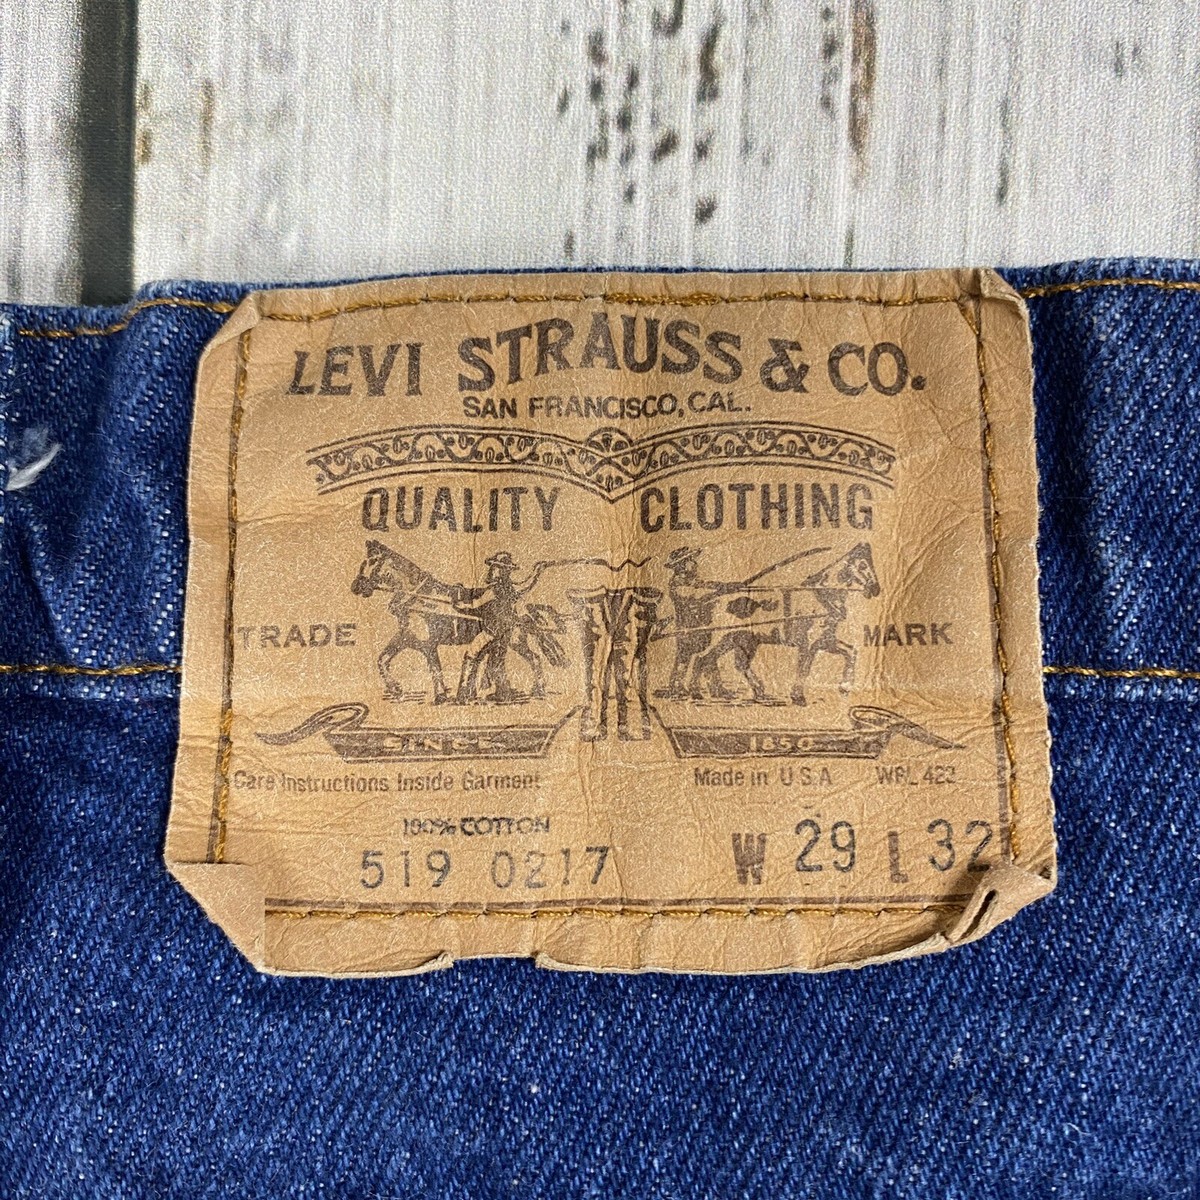 LEVI STRAUSS & CO.
SAN FRANCISCO, CAL.
QUALITY CLOTHING
TRADE MARK
SINCE 1850
Care Instructions Inside Garment Made in U S A WPL 423
100% COTTON
519 0217 W 29 L 32